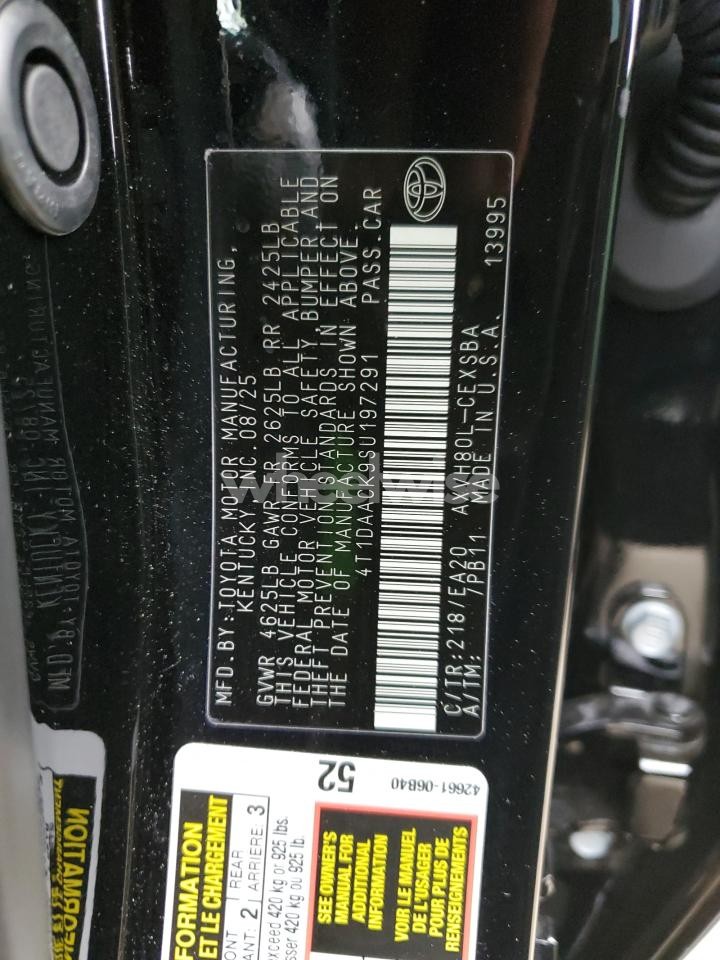 MFD.BY:TOYOTA MOTOR MANUFACTURING,
KENTUCKY,INC.08/25
GVWR 4625LB GAWR FR 2625LB RR 2425LB
THIS VEHICLE CONFORMS TO ALL APPLICABLE
FEDERAL MOTOR VEHICLE SAFETY, BUMPER,AND
THEFT PREVENTION STANDARDS IN EFFECT ON
THE DATE OF MANUFACTURE SHOWN ABOVE.
4T1DAACK9SU197291 PASS.CAR
C/TR:218/EA20 AXVH80L-CEXSBA 13995
A/TM: 7PB11 MADE IN U.S.A.
wheelwise
52
42661-06B40
FORMATION
ET LE CHARGEMENT
ONT
ANT: 2
REAR
ARRIERE: 3
exceed 420 kg or 925 lbs.
sser 420 kg ou 925 lb.
SEE OWNER'S
MANUAL FOR
ADDITIONAL
INFORMATION
VOIR LE MANUEL
DE L'USAGER
POUR PLUS DE
RENSEIGNEMENTS